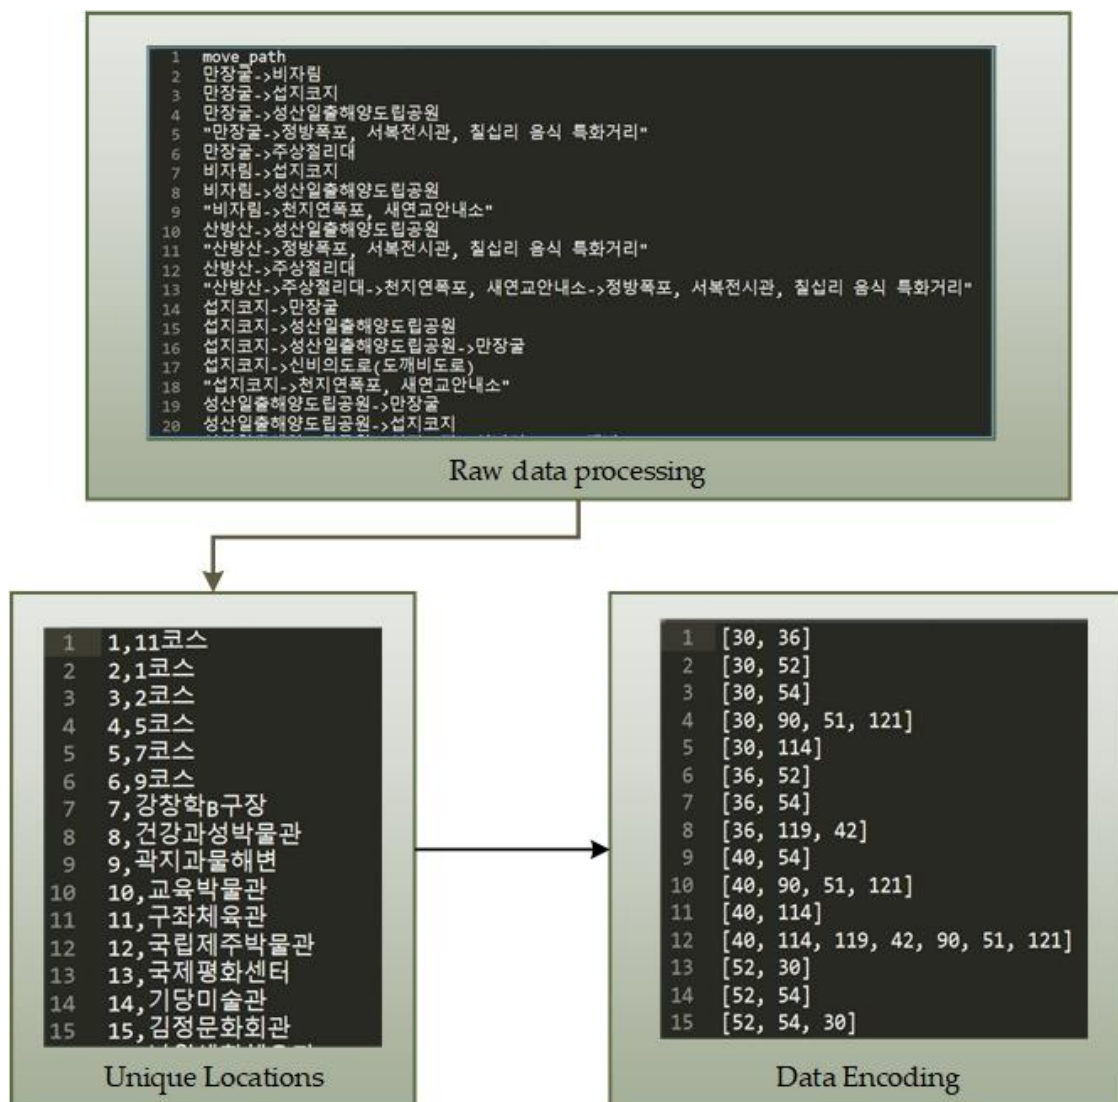 1 move_path
2 만장굴->비자림
3 만장굴->섭지코지
4 만장굴->성산일출해양도립공원
5 "만장굴->정방폭포, 서복전시관, 칠십리 음식 특화거리"
6 만장굴->주상절리대
7 비자림->섭지코지
8 비자림->성산일출해양도립공원
9 "비자림->천지연폭포, 새연교안내소"
10 산방산->성산일출해양도립공원
11 "산방산->정방폭포, 서복전시관, 칠십리 음식 특화거리"
12 산방산->주상절리대
13 "산방산->주상절리대->천지연폭포, 새연교안내소->정방폭포, 서복전시관, 칠십리 음식 특화거리"
14 섭지코지->만장굴
15 섭지코지->성산일출해양도립공원
16 섭지코지->성산일출해양도립공원->만장굴
17 섭지코지->신비의도로(도깨비도로)
18 "섭지코지->천지연폭포, 새연교안내소"
19 성산일출해양도립공원->만장굴
20 성산일출해양도립공원->섭지코지
Raw data processing
1 1,11코스
2 2,1코스
3 3,2코스
4 4,5코스
5 5,7코스
6 6,9코스
7 7,강창학B구장
8 8,건강과성박물관
9 9,곽지과물해변
10 10,교육박물관
11 11,구좌체육관
12 12,국립제주박물관
13 13,국제평화센터
14 14,기당미술관
15 15,김정문화회관
Unique Locations
1 [30, 36]
2 [30, 52]
3 [30, 54]
4 [30, 90, 51, 121]
5 [30, 114]
6 [36, 52]
7 [36, 54]
8 [36, 119, 42]
9 [40, 54]
10 [40, 90, 51, 121]
11 [40, 114]
12 [40, 114, 119, 42, 90, 51, 121]
13 [52, 30]
14 [52, 54]
15 [52, 54, 30]
Data Encoding